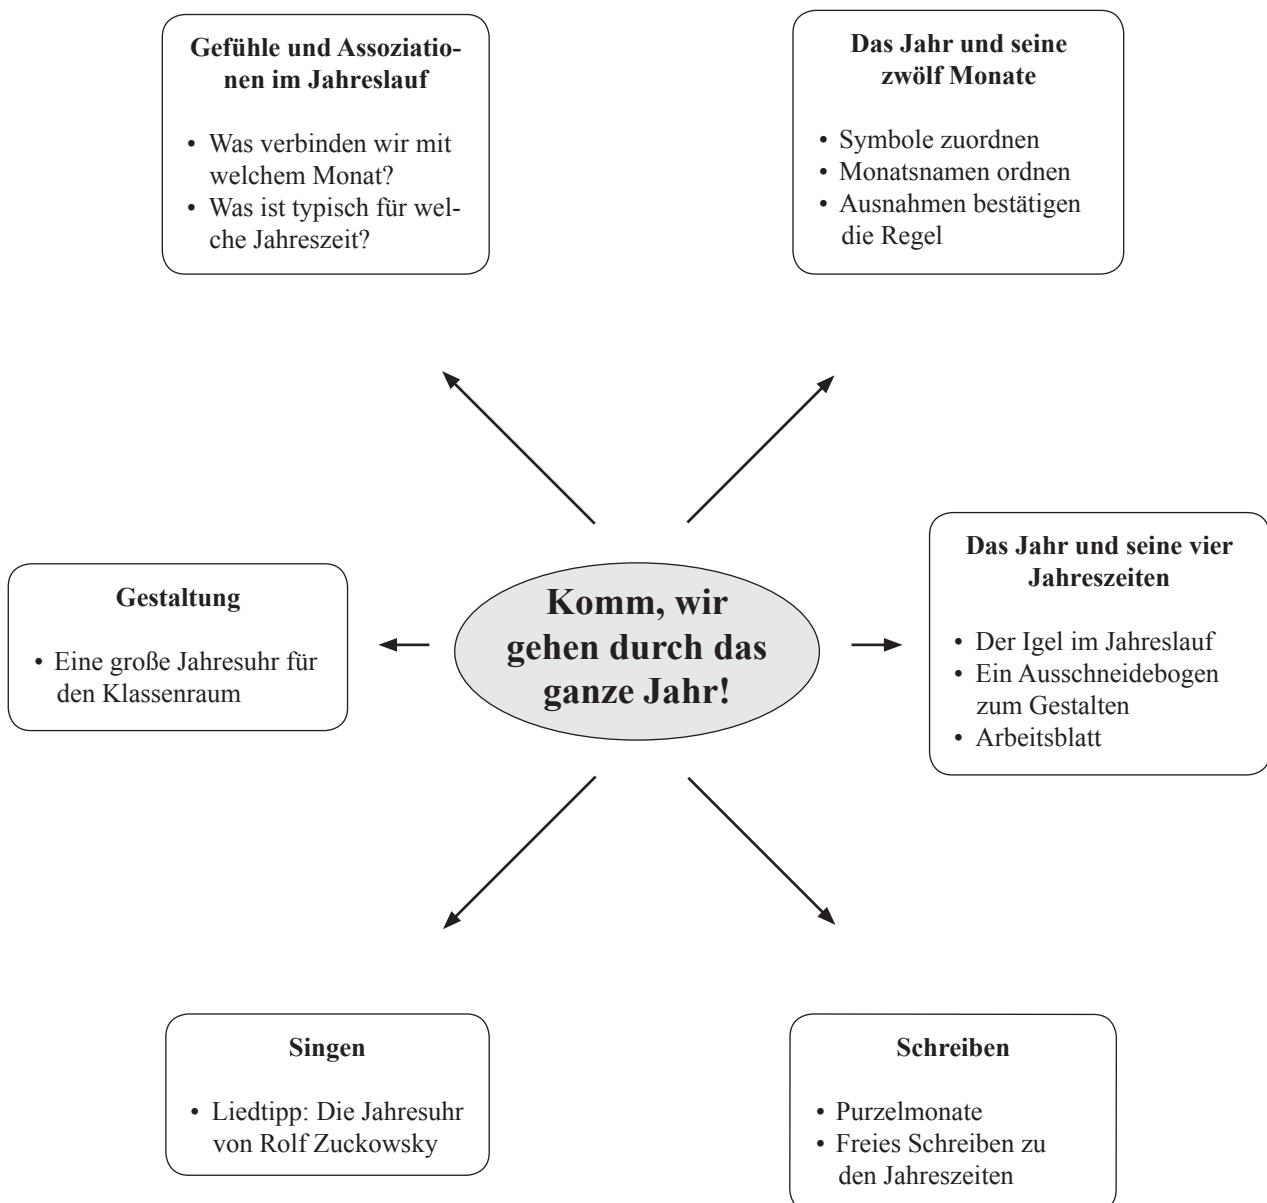 Gefühle und Assoziatio-
nen im Jahreslauf
• Was verbinden wir mit
welchem Monat?
• Was ist typisch für wel-
che Jahreszeit?
Das Jahr und seine
zwölf Monate
• Symbole zuordnen
• Monatsnamen ordnen
• Ausnahmen bestätigen
die Regel
Gestaltung
• Eine große Jahresuhr für
den Klassenraum
Komm, wir
gehen durch das
ganze Jahr!
Das Jahr und seine vier
Jahreszeiten
• Der Igel im Jahreslauf
• Ein Ausschneidebogen
zum Gestalten
• Arbeitsblatt
Singen
• Liedtipp: Die Jahresuhr
von Rolf Zuckowsky
Schreiben
• Purzelmonate
• Freies Schreiben zu
den Jahreszeiten